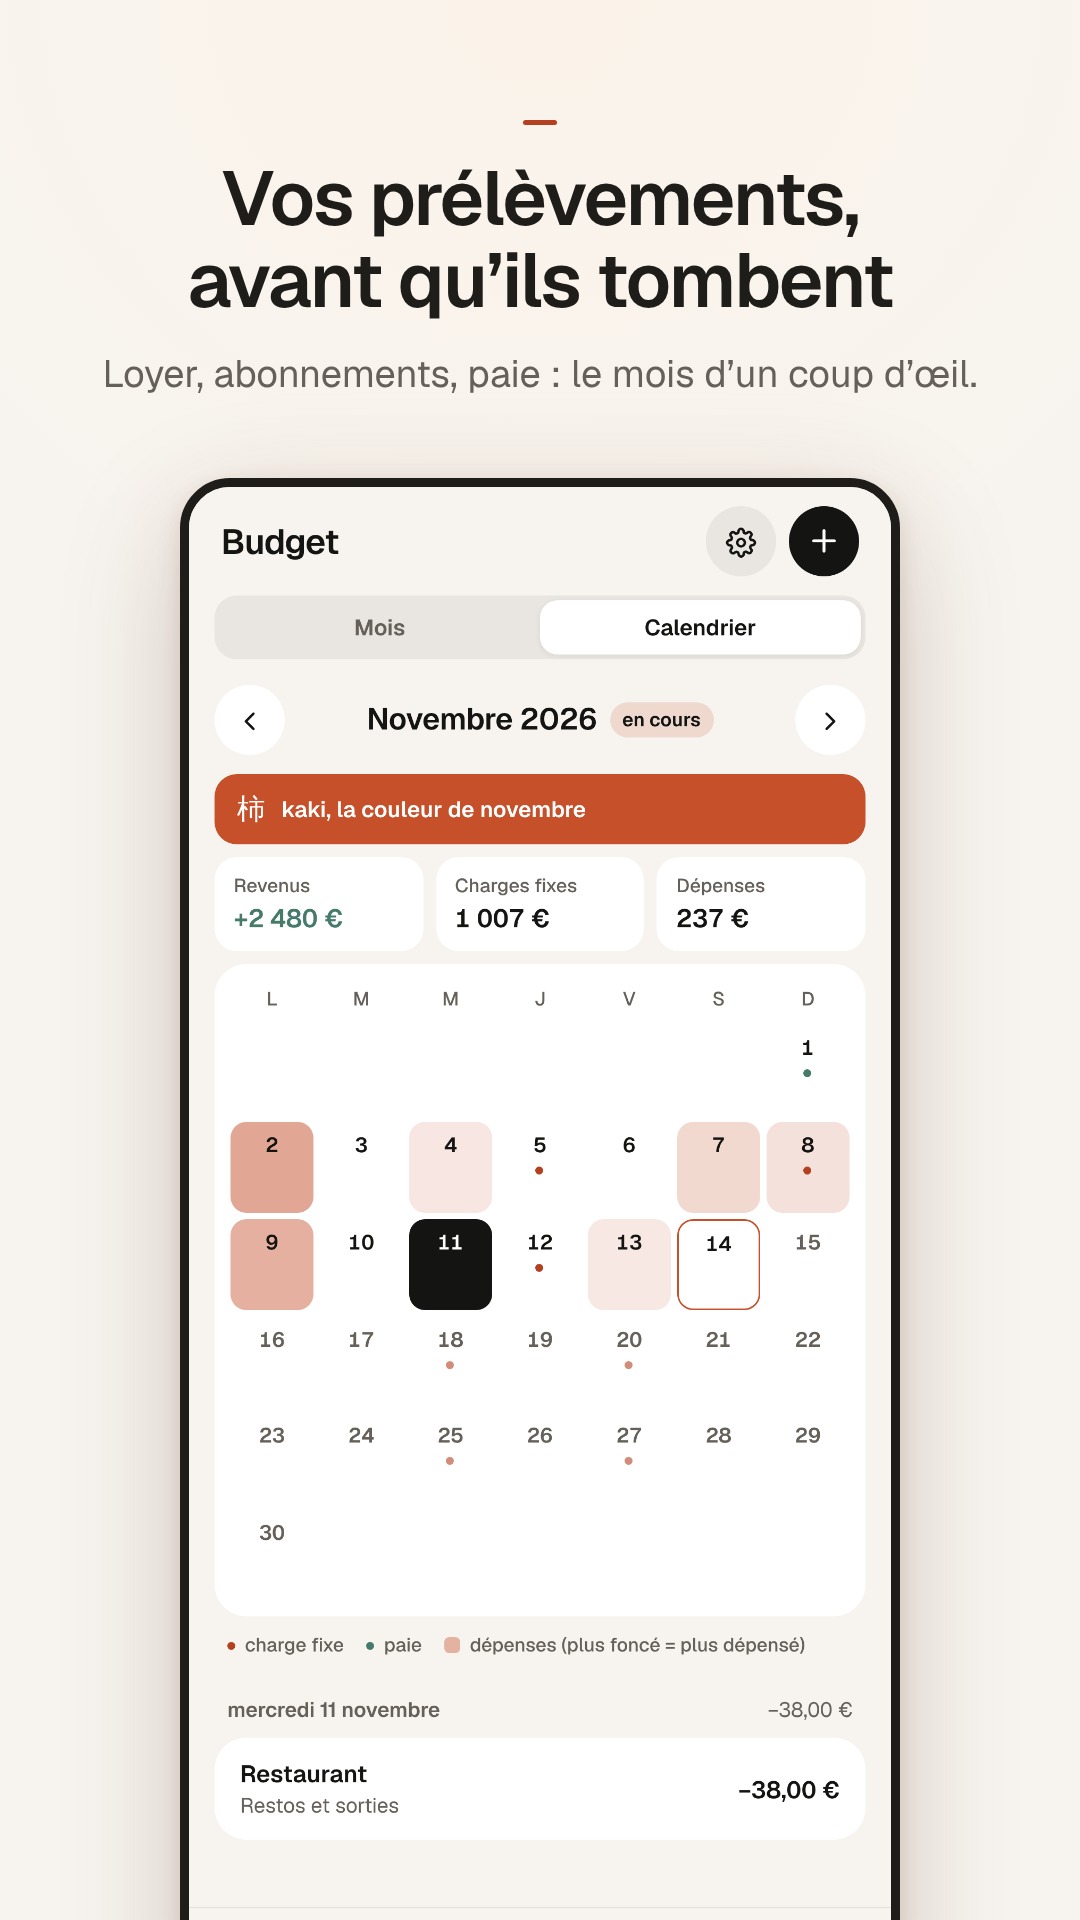 Vos prélèvements,
avant qu’ils tombent
Loyer, abonnements, paie : le mois d’un coup d’œil.
Budget
Mois Calendrier
Novembre 2026 en cours
柿 kaki, la couleur de novembre
Revenus Charges fixes Dépenses
+2 480 € 1 007 € 237 €
L M M J V S D
1
2 3 4 5 6 7 8
9 10 11 12 13 14 15
16 17 18 19 20 21 22
23 24 25 26 27 28 29
30
charge fixe paie dépenses (plus foncé = plus dépensé)
mercredi 11 novembre −38,00 €
Restaurant
Restos et sorties
−38,00 €